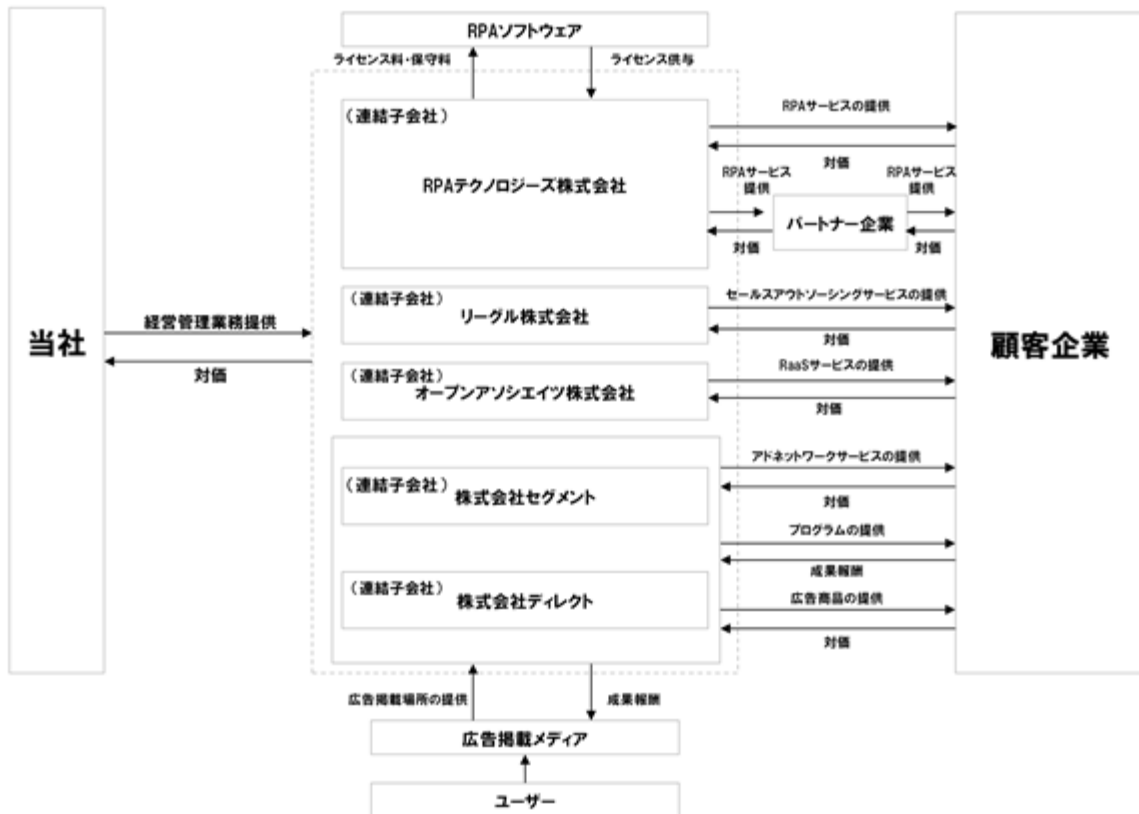 RPAソフトウェア
ライセンス料・保守料
ライセンス供与
（連結子会社）
RPAテクノロジーズ株式会社
RPAサービスの提供
対価
RPAサービス
提供
RPAサービス
提供
パートナー企業
対価
対価
（連結子会社）
リーグル株式会社
セールスアウトソーシングサービスの提供
対価
当社
経営管理業務提供
対価
顧客企業
（連結子会社）
オープンアソシエイツ株式会社
RaaSサービスの提供
対価
（連結子会社）
株式会社セグメント
アドネットワークサービスの提供
対価
プログラムの提供
成果報酬
（連結子会社）
株式会社ディレクト
広告商品の提供
対価
広告掲載場所の提供
成果報酬
広告掲載メディア
ユーザー